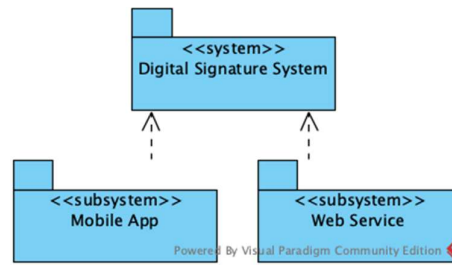 <<system>>
Digital Signature System
<<subsystem>>
Mobile App
<<subsystem>>
Web Service
Powered By Visual Paradigm Community Edition